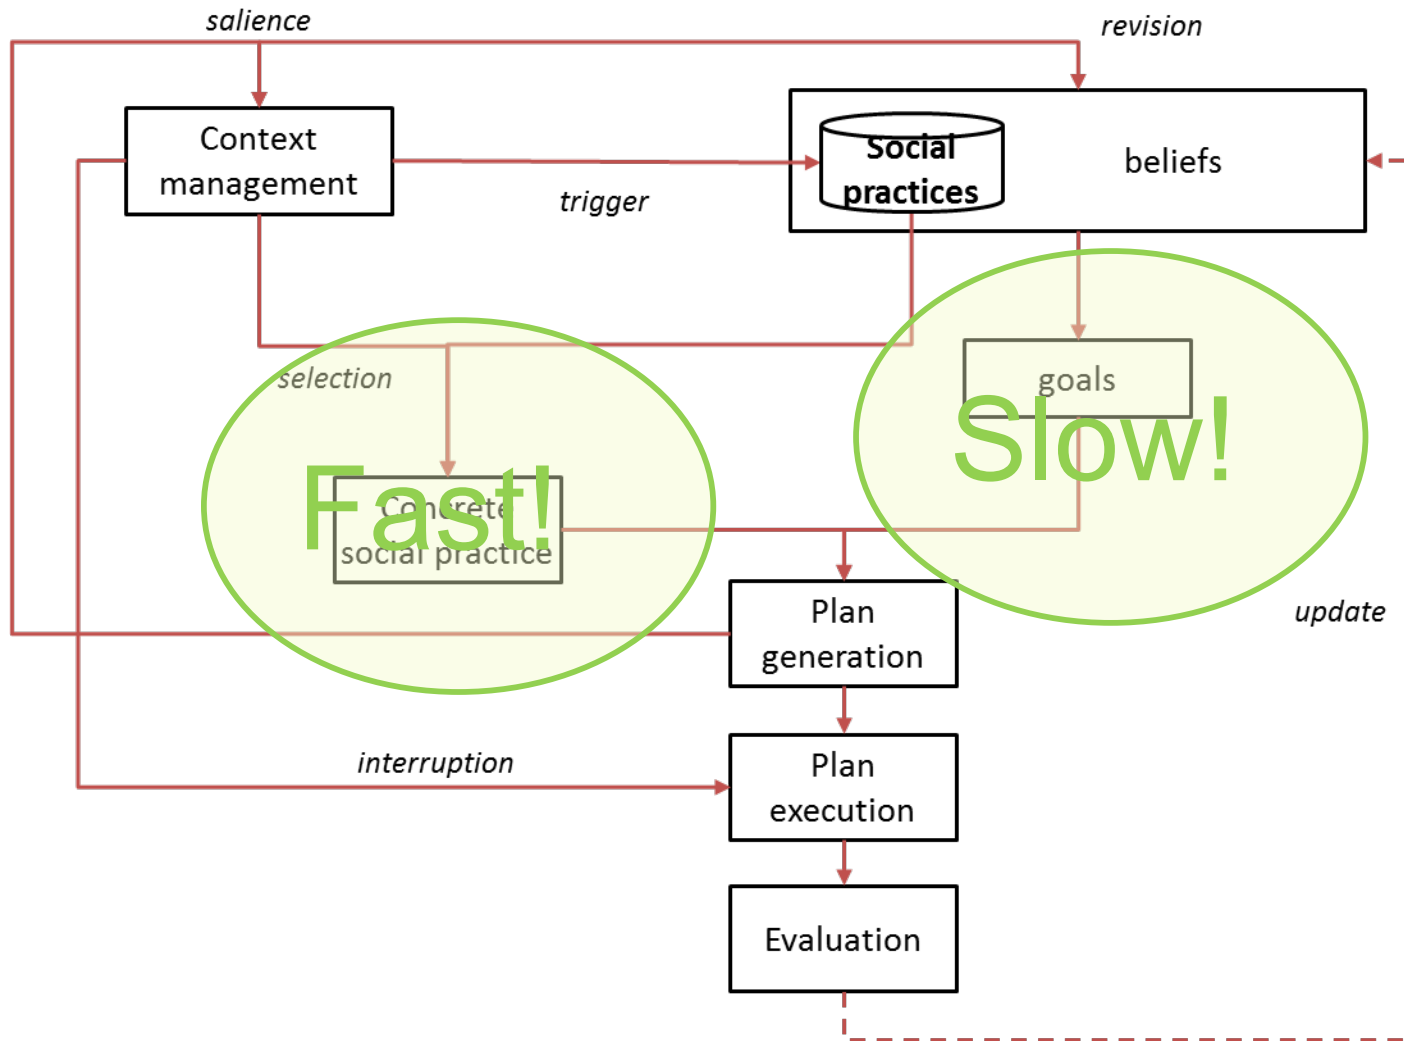 salience
revision
Context
management
Social
practices
beliefs
trigger
goals
Slow!
selection
Fast!
Concrete
social practice
Plan
generation
update
interruption
Plan
execution
Evaluation